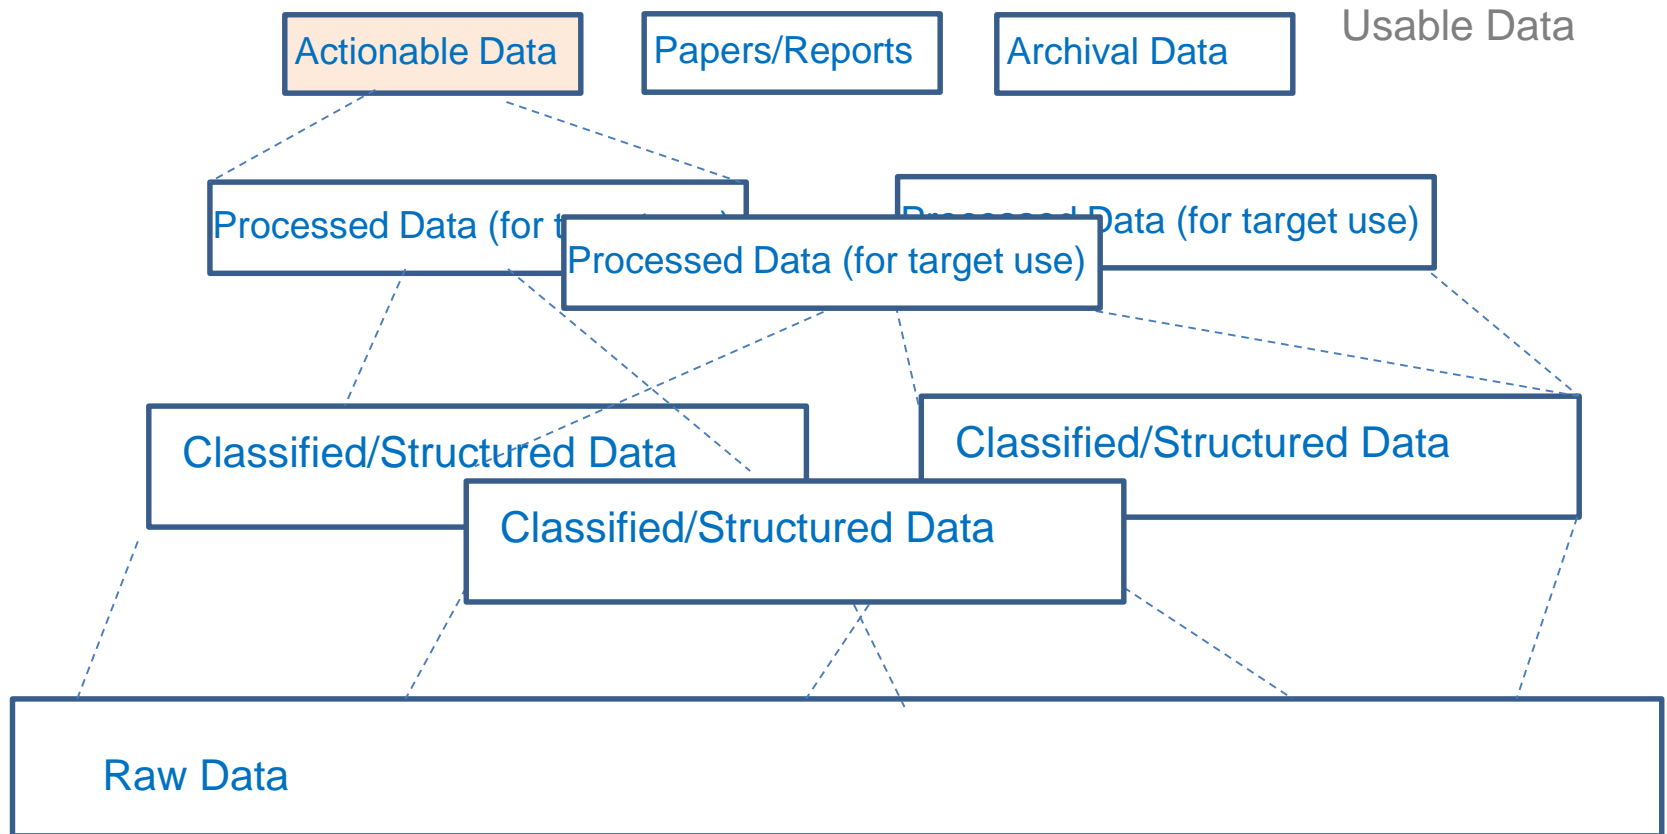 Usable Data
Actionable Data
Papers/Reports
Archival Data
Processed Data (for t
Data (for target use)
Processed Data (for target use)
Classified/Structured Data
Classified/Structured Data
Classified/Structured Data
Raw Data